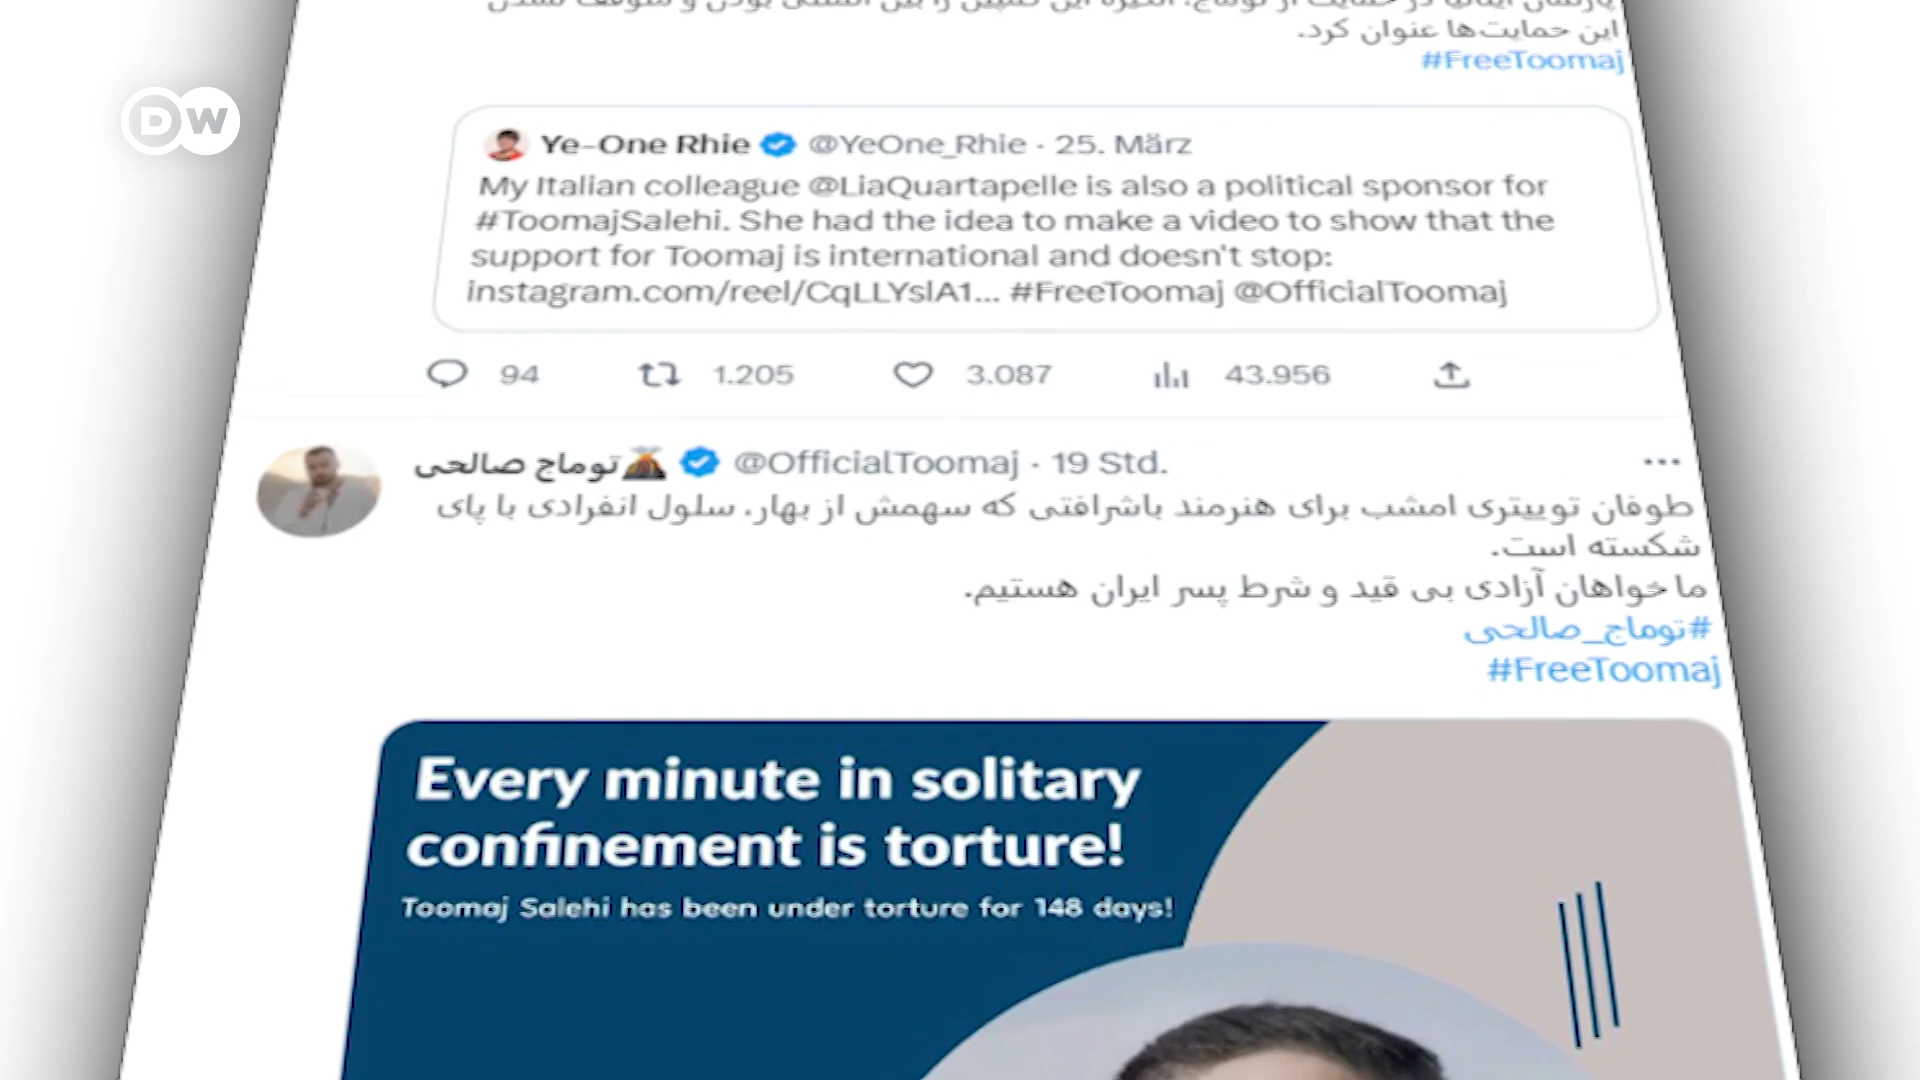 این حمایت‌ها عنوان کرد.
#FreeToomaj
DW
Ye-One Rhie @YeOne_Rhie · 25. März
My Italian colleague @LiaQuartapelle is also a political sponsor for
#ToomajSalehi. She had the idea to make a video to show that the
support for Toomaj is international and doesn't stop:
instagram.com/reel/CqLLYslA1... #FreeToomaj @OfficialToomaj
94 1.205 3.087 43.956
توماج صالحی @OfficialToomaj · 19 Std.
طوفان توییتری امشب برای هنرمند باشرافتی که سهمش از بهار، سلول انفرادی با پای
شکسته است.
ما خواهان آزادی بی قید و شرط پسر ایران هستیم.
#توماج_صالحی
#FreeToomaj
Every minute in solitary
confinement is torture!
Toomaj Salehi has been under torture for 148 days!